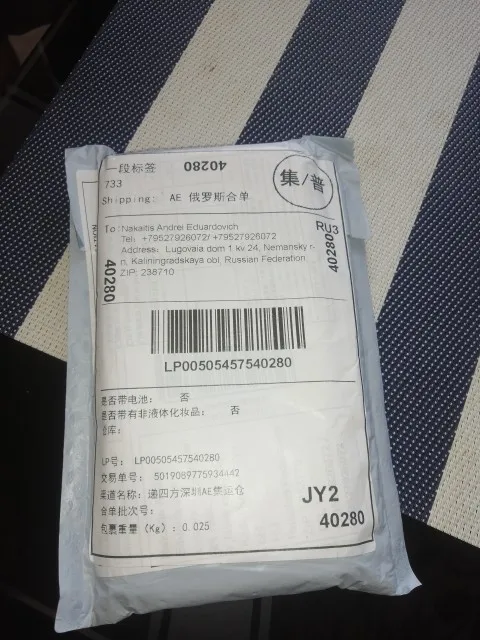 一段标签 40280
733
集/普
Shipping: AE 俄罗斯合单
RU3
To: Nakaitis Andrei Eduardovich
Tel: +79527926072/ +79527926072
Address: Lugovaia dom 1 kv 24, Nemansky r-
n, Kaliningradskaya obl, Russian Federation
ZIP: 238710
40280
40280
LP00505457540280
是否带电池: 否
是否带有非液体化妆品: 否
库:
LP号: LP00505457540280
交易单号: 5019089775934442
渠道名称: 递四方深圳AE集运仓
合单批次号:
包裹重量 (Kg): 0.025
JY2
40280